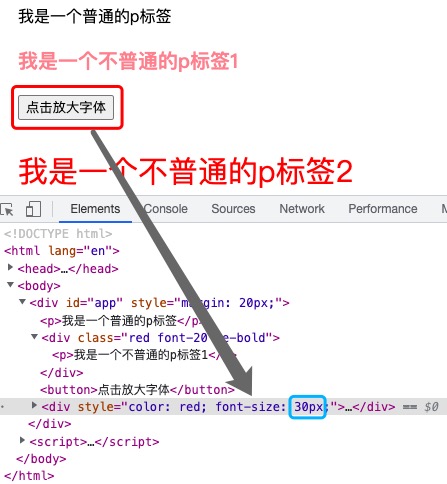 我是一个普通的p标签
我是一个不普通的p标签1
点击放大字体
我是一个不普通的p标签2
Elements Console Sources Network Performance
<!DOCTYPE html>
<html lang="en">
<head>…</head>
<body>
<div id="app" style="margin: 20px;">
<p>我是一个普通的p标签</p>
<div class="red font-20 e-bold">
<p>我是一个不普通的p标签1</
</div>
<button>点击放大字体</button>
<div style="color: red; font-size: 30px;">…</div> == $0
</div>
<script>…</script>
</body>
</html>